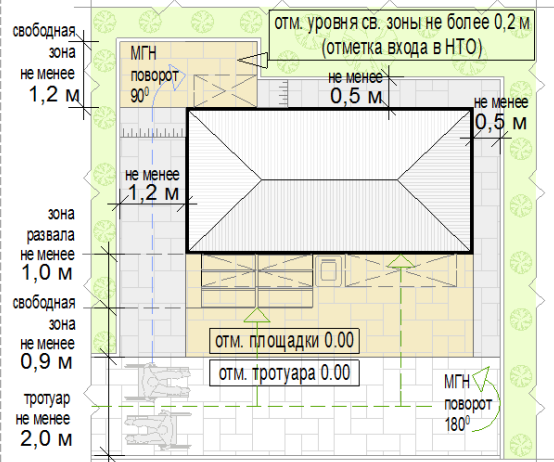 отм. уровня св. зоны не более 0,2 м
(отметка входа в НТО)
свободная
зона
не менее
1,2 м
МГН
поворот
90⁰
не менее
0,5 м
не менее
0,5 м
не менее
1,2 м
зона
развала
не менее
1,0 м
свободная
зона
не менее
0,9 м
отм. площадки 0.00
отм. тротуара 0.00
тротуар
не менее
2,0 м
МГН
поворот
180⁰